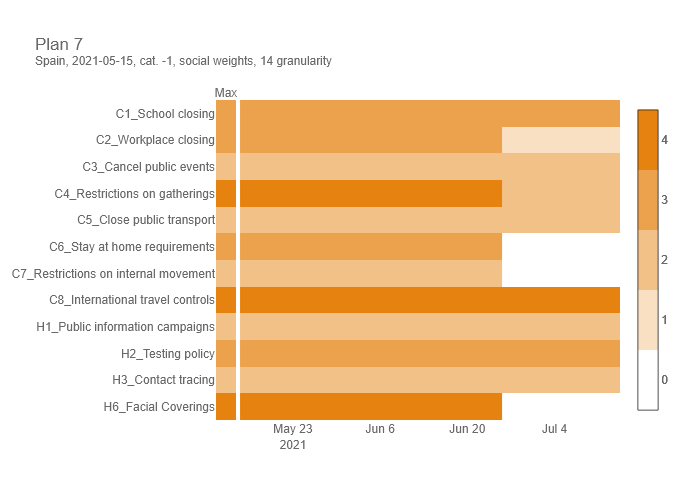 Plan 7
Spain, 2021-05-15, cat. -1, social weights, 14 granularity
Max
C1_School closing
C2_Workplace closing
C3_Cancel public events
C4_Restrictions on gatherings
C5_Close public transport
C6_Stay at home requirements
C7_Restrictions on internal movement
C8_International travel controls
H1_Public information campaigns
H2_Testing policy
H3_Contact tracing
H6_Facial Coverings
May 23 Jun 6 Jun 20 Jul 4
2021
4
3
2
1
0